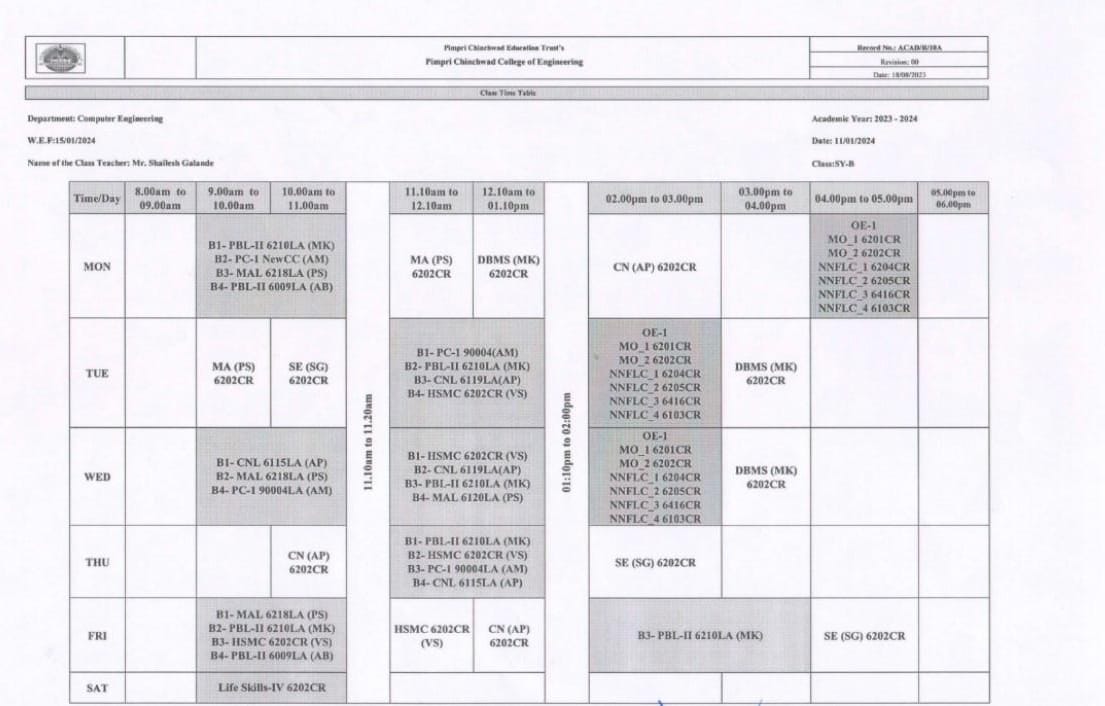 Pimpri Chinchwad Education Trust's
Pimpri Chinchwad College of Engineering
Record No.: ACAD/R/10A
Revision: 00
Date: 18/08/2023
Class Time Table
Department: Computer Engineering
Academic Year: 2023 - 2024
W.E.F:15/01/2024
Date: 11/01/2024
Name of the Class Teacher: Mr. Shailesh Galande
Class:SY-B
Time/Day
8.00am to
09.00am
9.00am to
10.00am
10.00am to
11.00am
11.10am to 11.20am
11.10am to
12.10am
12.10am to
01.10pm
01:10pm to 02:00pm
02.00pm to 03.00pm
03.00pm to
04.00pm
04.00pm to 05.00pm
05.00pm to
06.00pm
MON
B1- PBL-II 6210LA (MK)
B2- PC-1 NewCC (AM)
B3- MAL 6218LA (PS)
B4- PBL-II 6009LA (AB)
MA (PS)
6202CR
DBMS (MK)
6202CR
CN (AP) 6202CR
OE-1
MO_1 6201CR
MO_2 6202CR
NNFLC_1 6204CR
NNFLC_2 6205CR
NNFLC_3 6416CR
NNFLC_4 6103CR
TUE
MA (PS)
6202CR
SE (SG)
6202CR
B1- PC-1 90004(AM)
B2- PBL-II 6210LA (MK)
B3- CNL 6119LA(AP)
B4- HSMC 6202CR (VS)
OE-1
MO_1 6201CR
MO_2 6202CR
NNFLC_1 6204CR
NNFLC_2 6205CR
NNFLC_3 6416CR
NNFLC_4 6103CR
DBMS (MK)
6202CR
WED
B1- CNL 6115LA (AP)
B2- MAL 6218LA (PS)
B4- PC-1 90004LA (AM)
B1- HSMC 6202CR (VS)
B2- CNL 6119LA(AP)
B3- PBL-II 6210LA (MK)
B4- MAL 6120LA (PS)
OE-1
MO_1 6201CR
MO_2 6202CR
NNFLC_1 6204CR
NNFLC_2 6205CR
NNFLC_3 6416CR
NNFLC_4 6103CR
DBMS (MK)
6202CR
THU
CN (AP)
6202CR
B1- PBL-II 6210LA (MK)
B2- HSMC 6202CR (VS)
B3- PC-1 90004LA (AM)
B4- CNL 6115LA (AP)
SE (SG) 6202CR
FRI
B1- MAL 6218LA (PS)
B2- PBL-II 6210LA (MK)
B3- HSMC 6202CR (VS)
B4- PBL-II 6009LA (AB)
HSMC 6202CR
(VS)
CN (AP)
6202CR
B3- PBL-II 6210LA (MK)
SE (SG) 6202CR
SAT
Life Skills-IV 6202CR